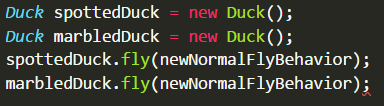 Duck spottedDuck = new Duck();
Duck marbledDuck = new Duck();
spottedDuck.fly(newNormalFlyBehavior);
marbledDuck.fly(newNormalFlyBehavior);